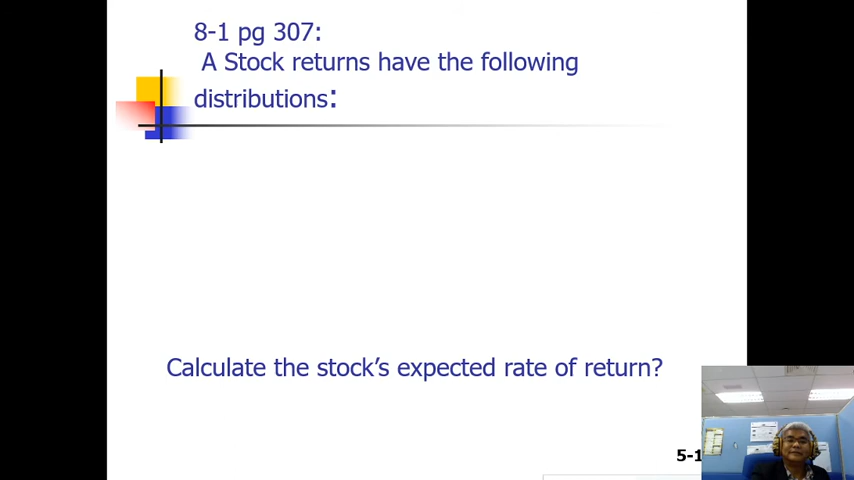 8-1 pg 307:
A Stock returns have the following
distributions:
Calculate the stock's expected rate of return?
5-1